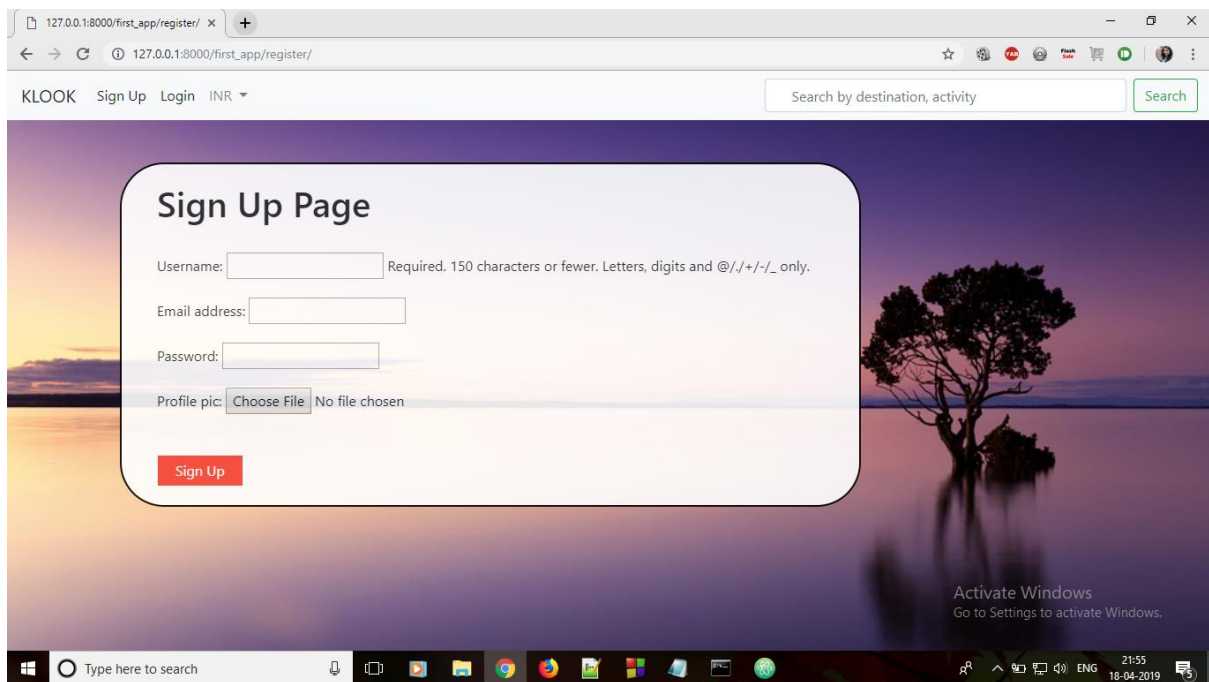 127.0.0.1:8000/first_app/register/
127.0.0.1:8000/first_app/register/
KLOOK Sign Up Login INR Search by destination, activity Search
Sign Up Page
Username: Required. 150 characters or fewer. Letters, digits and @/./+/-/_ only.
Email address:
Password:
Profile pic: Choose File No file chosen
Sign Up
Activate Windows
Go to Settings to activate Windows.
Type here to search ENG 21:55
18-04-2019 5